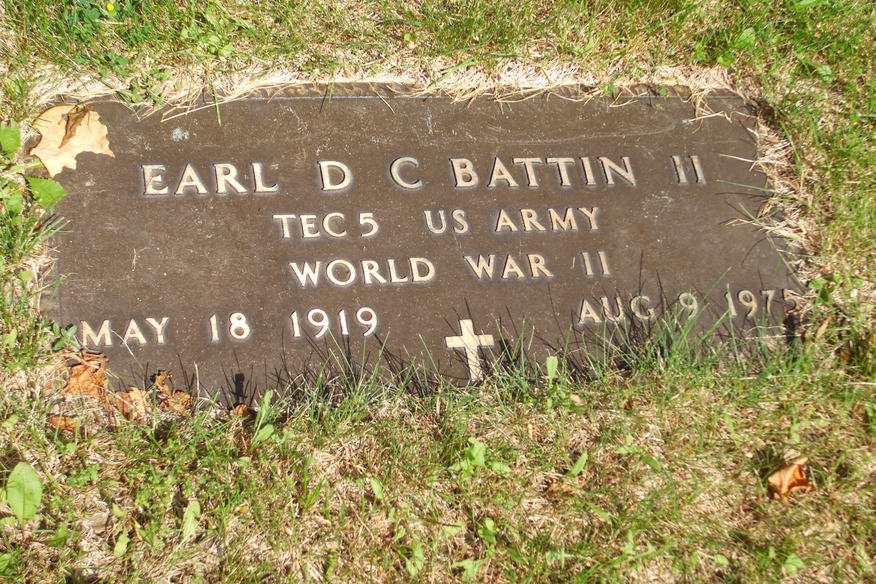 EARL D C BATTIN II
TEC 5 US ARMY
WORLD WAR II
MAY 18 1919 AUG 9 1975